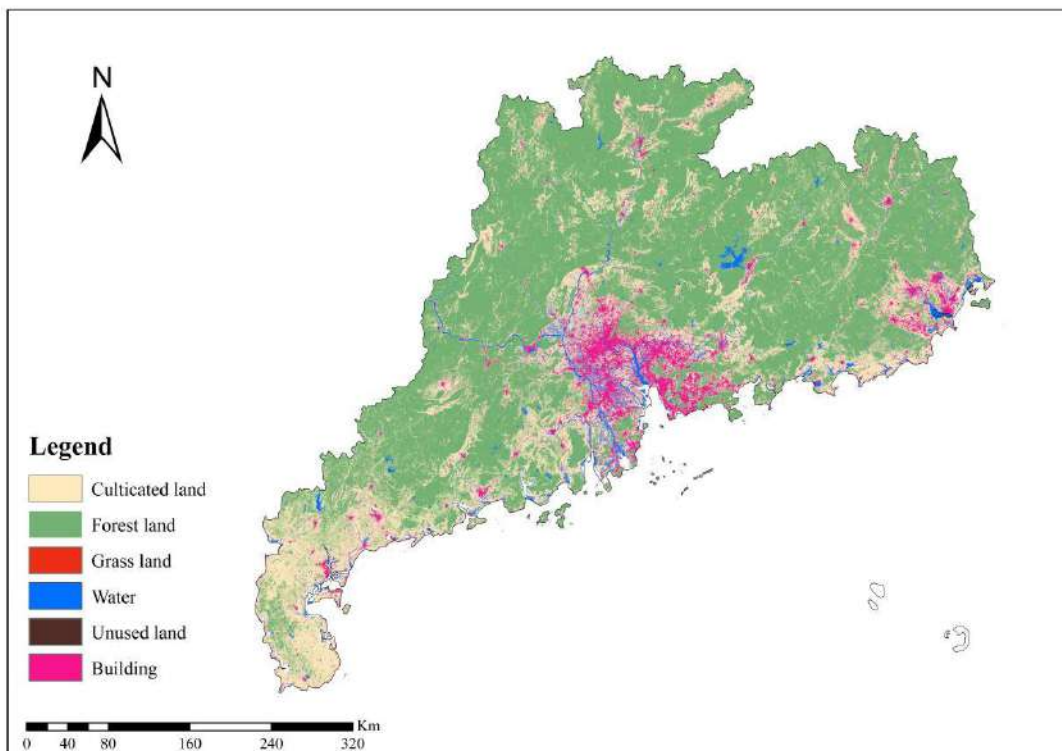 N
Legend
Culticated land
Forest land
Grass land
Water
Unused land
Building
Km
0 40 80 160 240 320